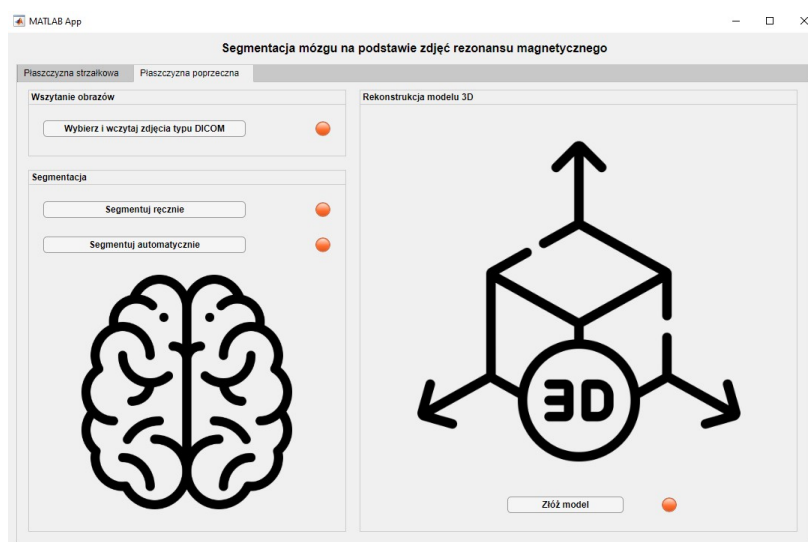 MATLAB App
Segmentacja mózgu na podstawie zdjęć rezonansu magnetycznego
Płaszczyzna strzałkowa
Płaszczyzna poprzeczna
Wszytanie obrazów
Wybierz i wczytaj zdjęcia typu DICOM
Segmentacja
Segmentuj ręcznie
Segmentuj automatycznie
Rekonstrukcja modelu 3D
3D
Złóż model